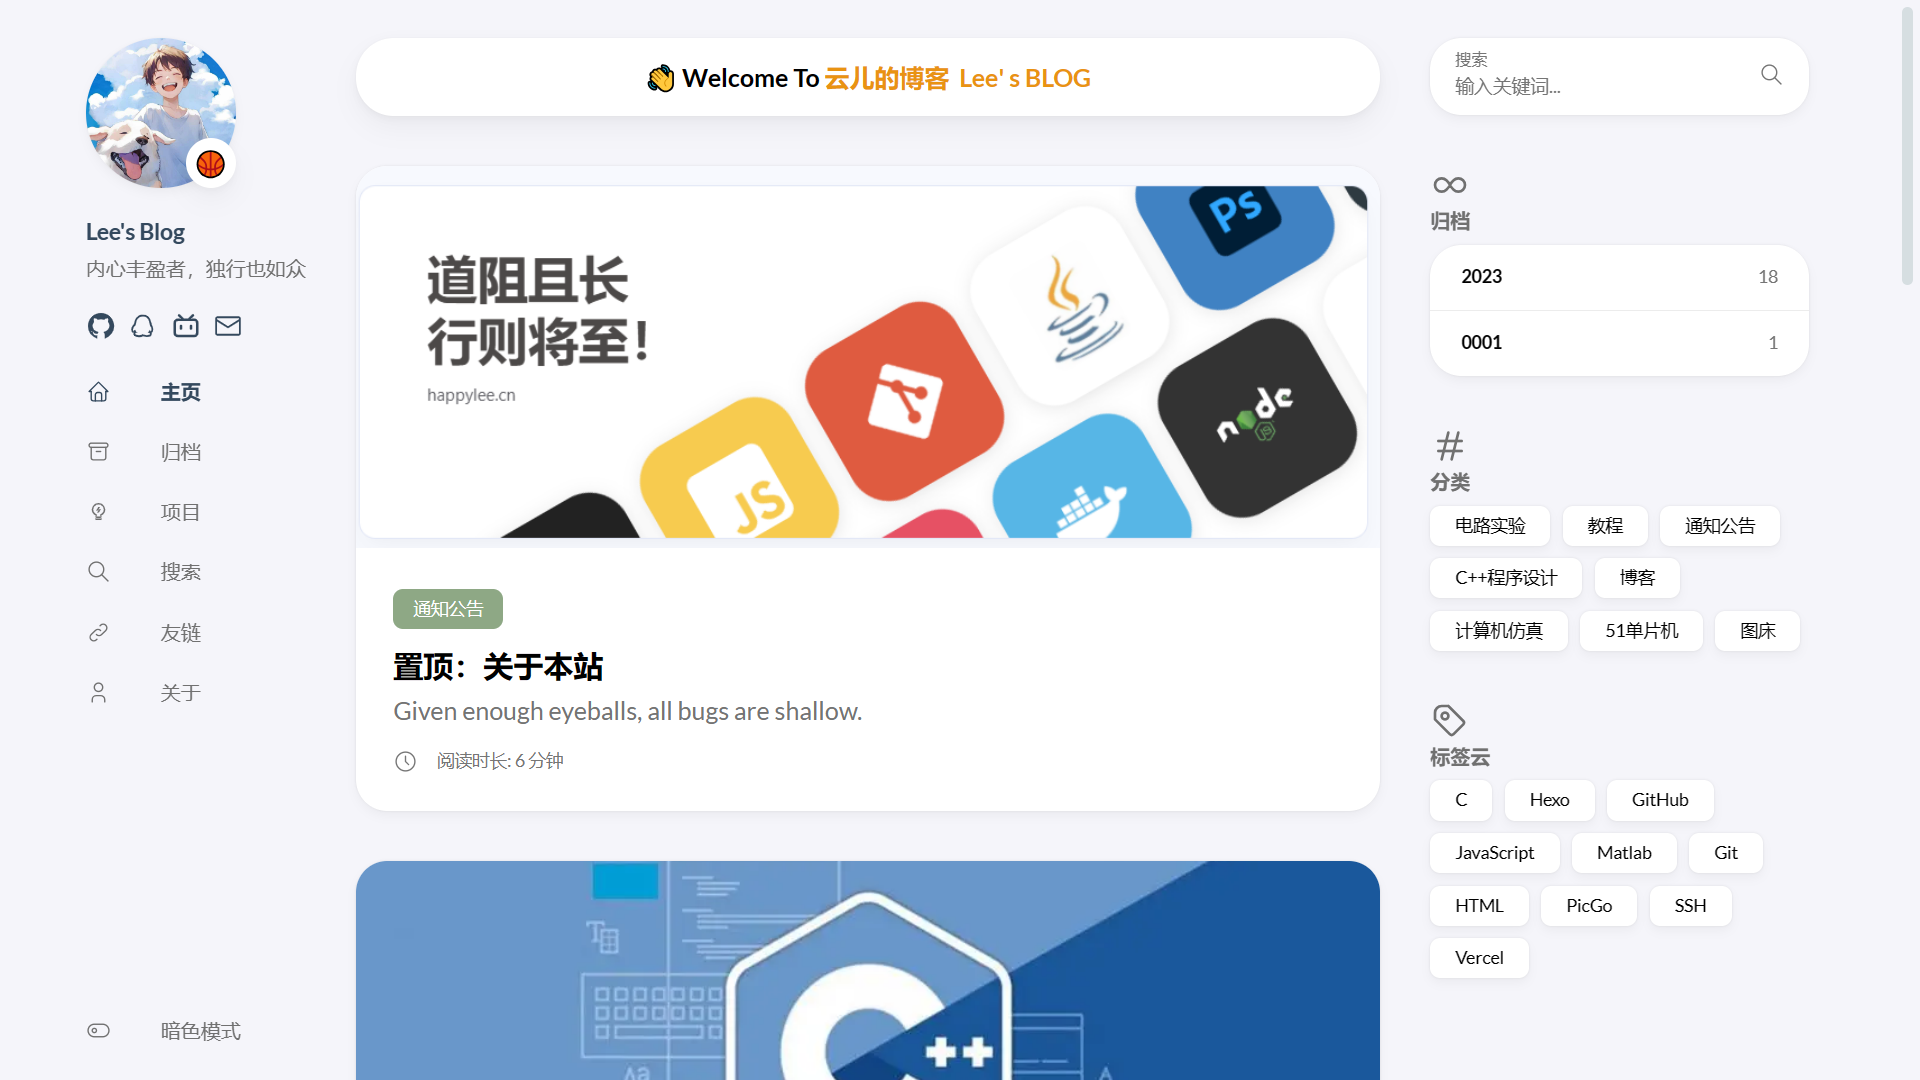 Lee's Blog
内心丰盈者，独行也如众
主页
归档
项目
搜索
友链
关于
暗色模式
👋 Welcome To 云儿的博客 Lee' s BLOG
道阻且长
行则将至！
happylee.cn
Ps
JS
node
通知公告
置顶：关于本站
Given enough eyeballs, all bugs are shallow.
阅读时长: 6 分钟
C++
搜索
输入关键词...
归档
2023 18
0001 1
分类
电路实验 教程 通知公告
C++程序设计 博客
计算机仿真 51单片机 图床
标签云
C Hexo GitHub
JavaScript Matlab Git
HTML PicGo SSH
Vercel